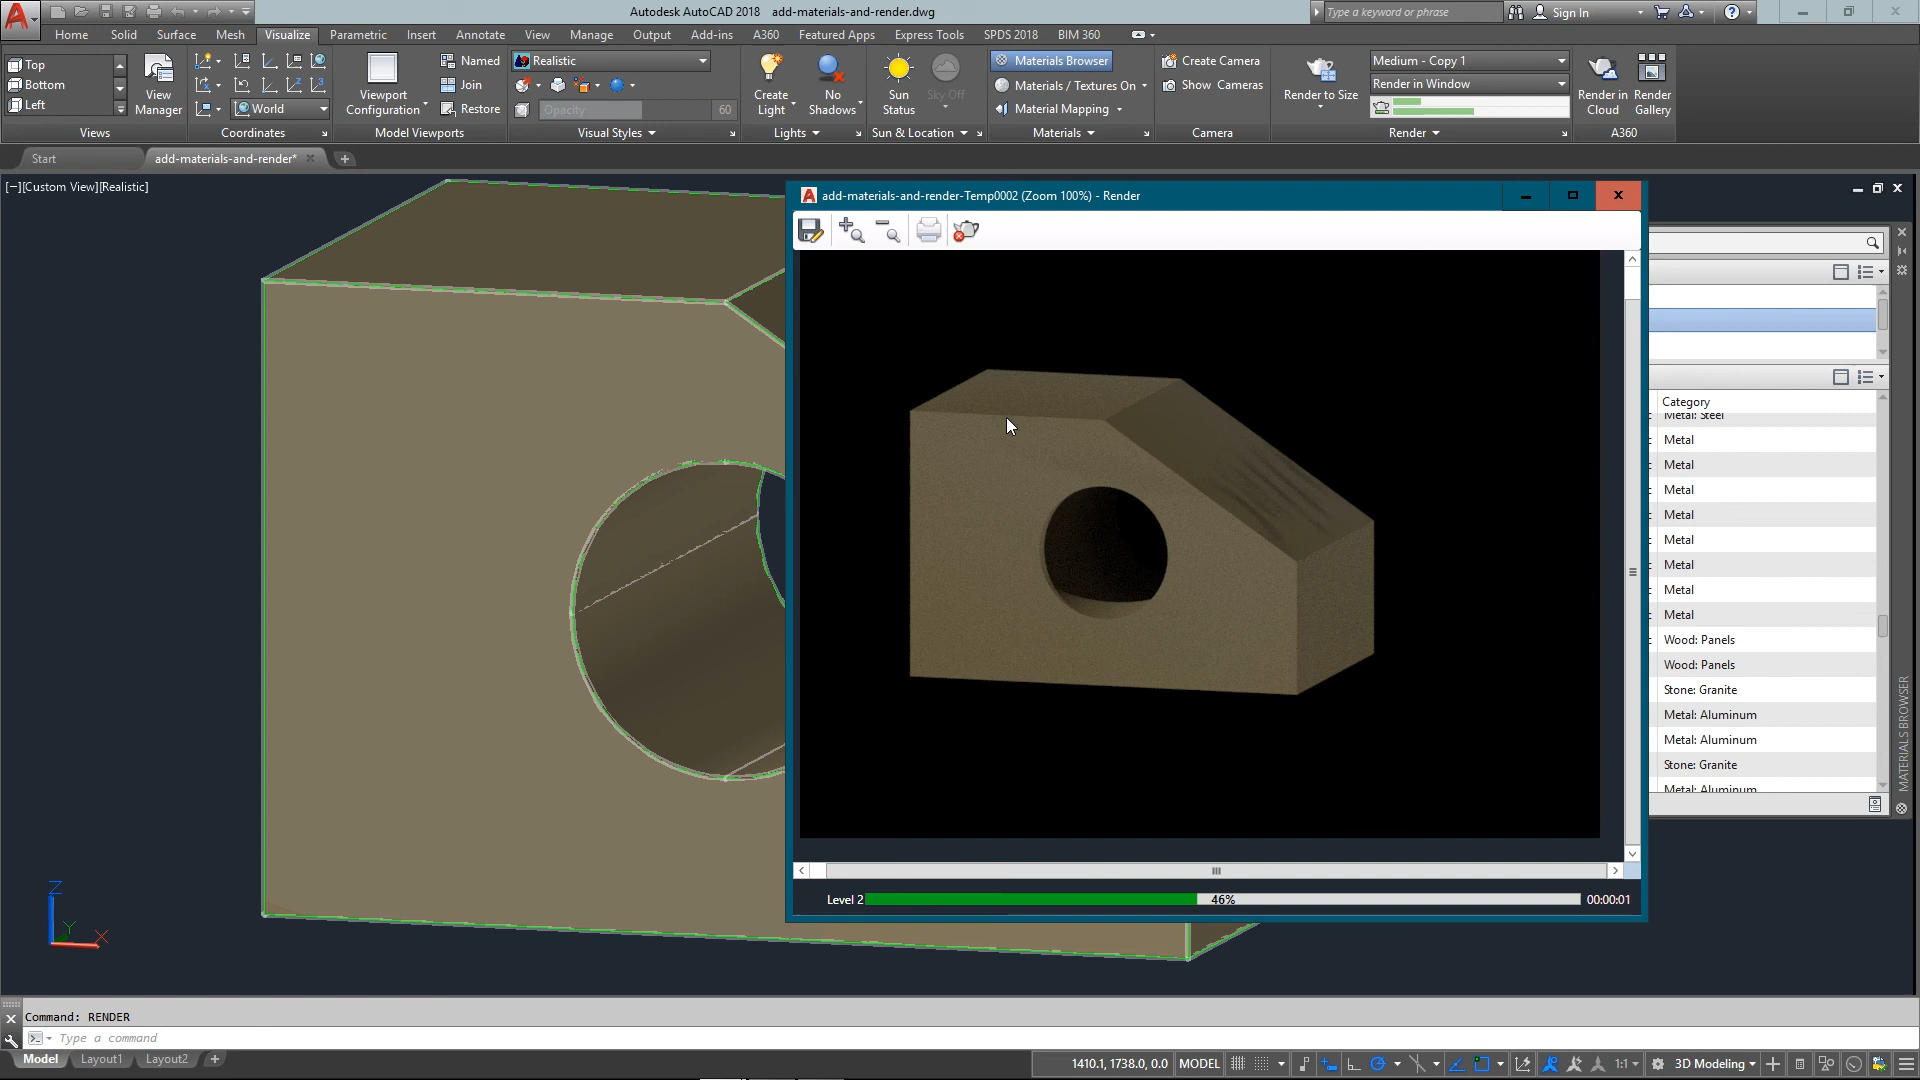 Autodesk AutoCAD 2018 add-materials-and-render.dwg
Type a keyword or phrase
Sign In
Home Solid Surface Mesh Visualize Parametric Insert Annotate View Manage Output Add-ins A360 Featured Apps Express Tools SPDS 2018 BIM 360
Top
Bottom
Left
View
Manager
Views
World
Coordinates
Viewport
Configuration
Named
Join
Restore
Model Viewports
Realistic
Opacity 60
Visual Styles
Create
Light
No
Shadows
Lights
Sun
Status
Sky Off
Sun & Location
Materials Browser
Materials / Textures On
Material Mapping
Materials
Create Camera
Show Cameras
Camera
Render to Size
Medium - Copy 1
Render in Window
Render
Render in
Cloud
Render
Gallery
A360
Start
add-materials-and-render*
[−][Custom View][Realistic]
add-materials-and-render-Temp0002 (Zoom 100%) - Render
Category
Metal: Steel
Metal
Metal
Metal
Metal
Metal
Metal
Metal
Metal
Wood: Panels
Wood: Panels
Stone: Granite
Metal: Aluminum
Metal: Aluminum
Stone: Granite
Metal: Aluminum
MATERIALS BROWSER
Level 2 46% 00:00:01
Z
Y
X
Command: RENDER
Type a command
Model Layout1 Layout2
1410.1, 1738.0, 0.0 MODEL 1:1 3D Modeling